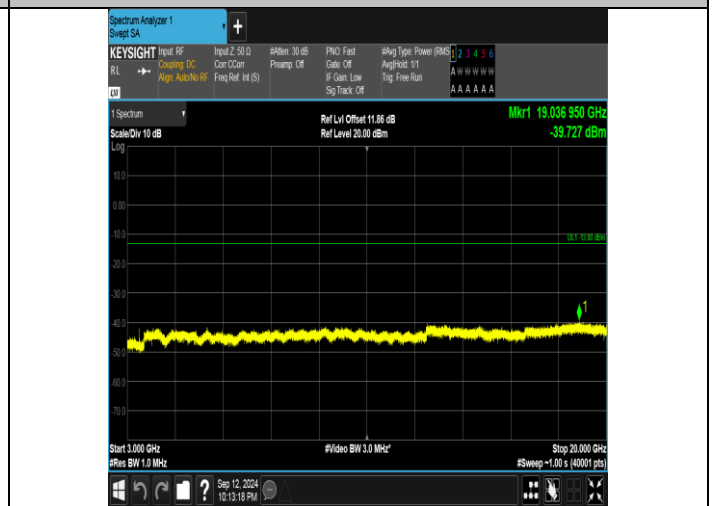 Spectrum Analyzer 1
Swept SA
+
KEYSIGHT Input: RF Input Z: 50 Ω #Atten: 30 dB PNO: Fast #Avg Type: Power (RMS 1 2 3 4 5 6
RL Coupling: DC Corr CCorr Preamp: Off Gate: Off Avg|Hold: 1/1 A W W W W W
Align: Auto/No RF Freq Ref: Int (S) IF Gain: Low Trig: Free Run
LXI Sig Track: Off A A A A A A
1 Spectrum Ref Lvl Offset 11.86 dB Mkr1 19.036 950 GHz
Scale/Div 10 dB Ref Level 20.00 dBm -39.727 dBm
Log
10.0
0.00
-10.0
DL1 -13.00 dBm
-20.0
-30.0
1
-40.0
-50.0
-60.0
-70.0
Start 3.000 GHz #Video BW 3.0 MHz* Stop 20.000 GHz
#Res BW 1.0 MHz #Sweep ~1.00 s (40001 pts)
? Sep 12, 2024
10:13:18 PM